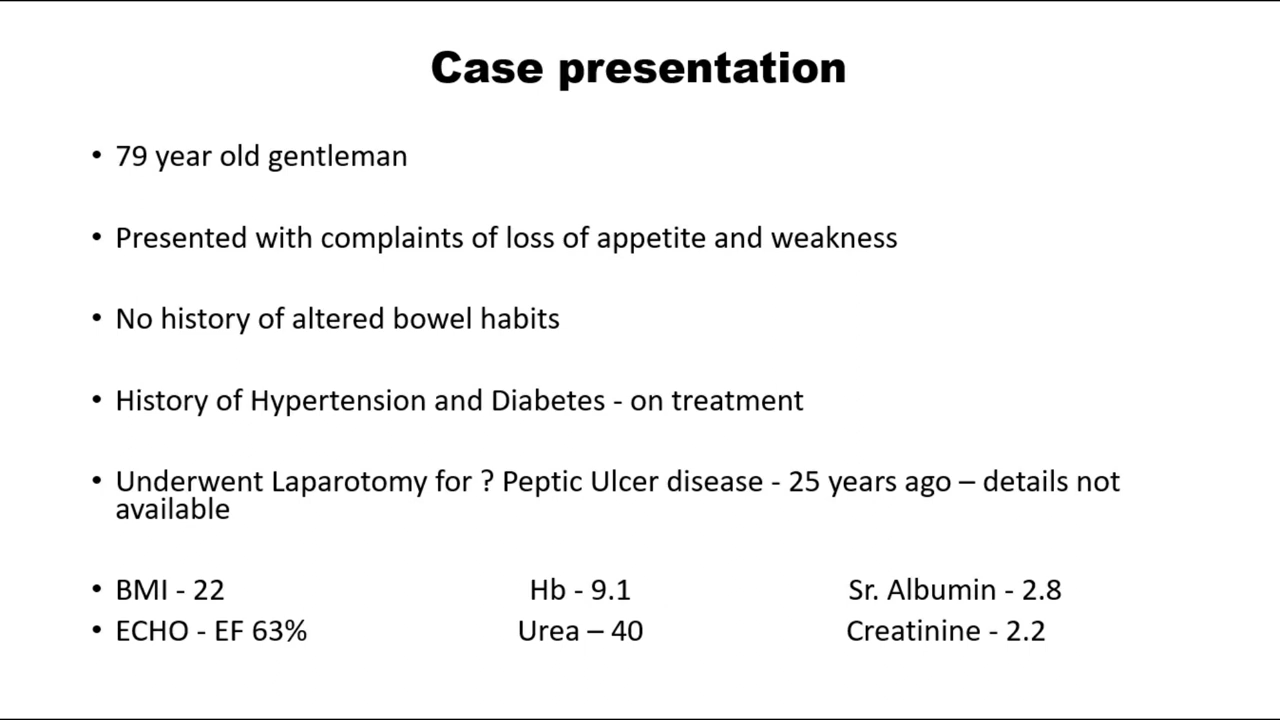 Case presentation
• 79 year old gentleman
• Presented with complaints of loss of appetite and weakness
• No history of altered bowel habits
• History of Hypertension and Diabetes - on treatment
• Underwent Laparotomy for ? Peptic Ulcer disease - 25 years ago – details not
available
• BMI - 22 Hb - 9.1 Sr. Albumin - 2.8
• ECHO - EF 63% Urea – 40 Creatinine - 2.2